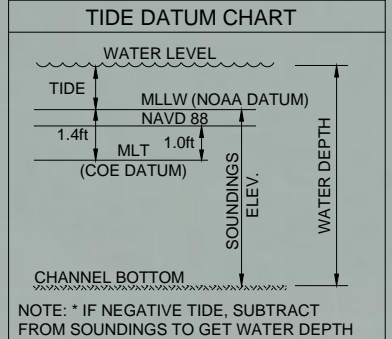 TIDE DATUM CHART
WATER LEVEL
TIDE
MLLW (NOAA DATUM)
NAVD 88
1.4ft
1.0ft
MLT
(COE DATUM)
SOUNDINGS
ELEV.
WATER DEPTH
CHANNEL BOTTOM
NOTE: * IF NEGATIVE TIDE, SUBTRACT
FROM SOUNDINGS TO GET WATER DEPTH